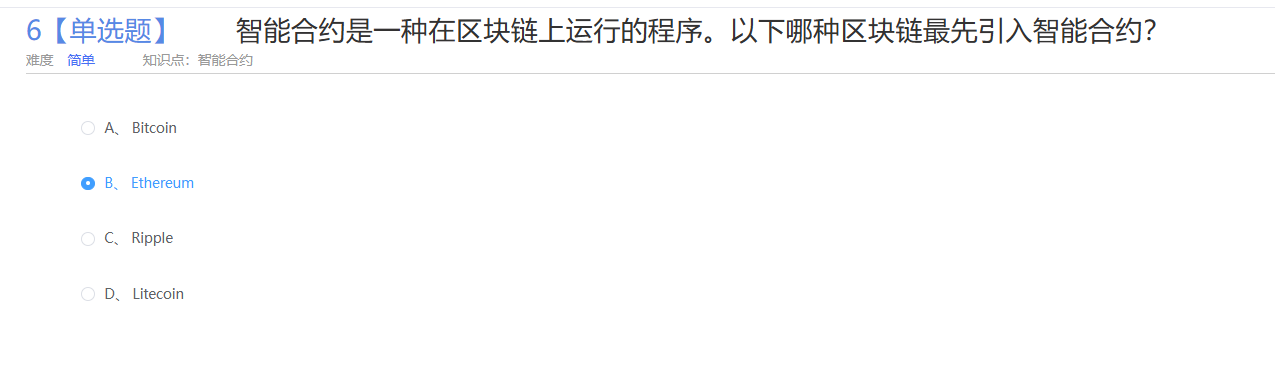 6【单选题】 智能合约是一种在区块链上运行的程序。以下哪种区块链最先引入智能合约?
难度 简单 知识点：智能合约
A、 Bitcoin
B、 Ethereum
C、 Ripple
D、 Litecoin